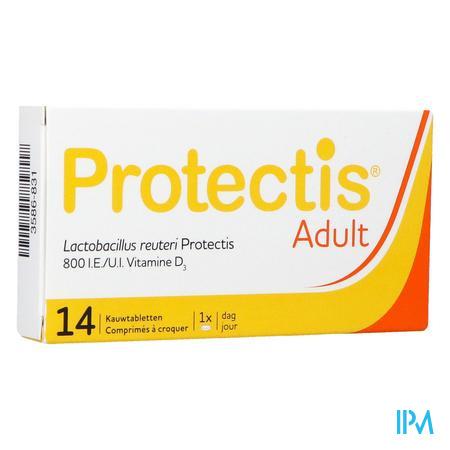 Protectis®
Adult
Lactobacillus reuteri Protectis
800 I.E./U.I. Vitamine D₃
14 Kauwtabletten
Comprimés à croquer
1x dag
jour
3586-831
IPM